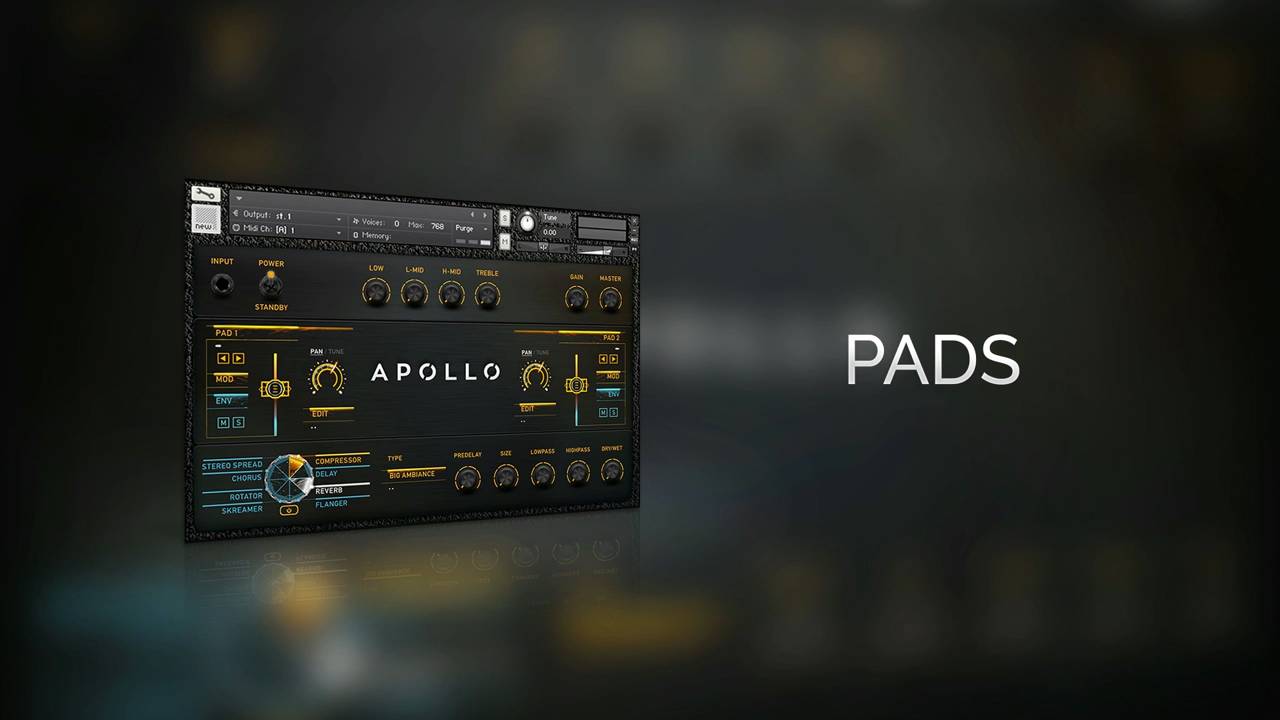 new
Output: st.1
Midi Ch: [A] 1
Voices: 0 Max: 768
Memory:
Purge
S
M
Tune
0.00
INPUT
POWER
STANDBY
LOW
L-MID
H-MID
TREBLE
GAIN
MASTER
PAD 1
MOD
ENV
M S
PAN / TUNE
EDIT
APOLLO
PAN / TUNE
EDIT
PAD 2
MOD
ENV
M S
STEREO SPREAD
CHORUS
ROTATOR
SKREAMER
COMPRESSOR
DELAY
REVERB
FLANGER
TYPE
BIG AMBIANCE
PREDELAY
SIZE
LOWPASS
HIGHPASS
DRY/WET
PADS